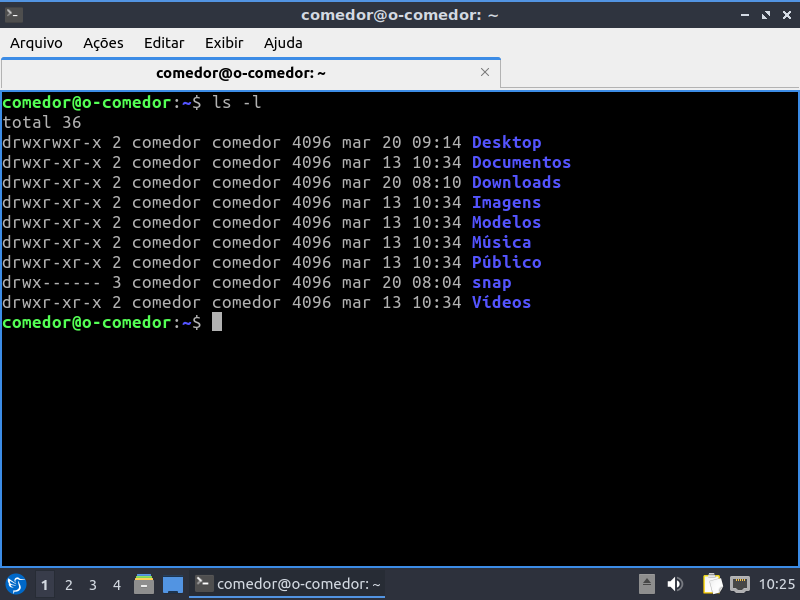 comedor@o-comedor: ~
Arquivo Ações Editar Exibir Ajuda
comedor@o-comedor: ~
comedor@o-comedor:~$ ls -l
total 36
drwxrwxr-x 2 comedor comedor 4096 mar 20 09:14 Desktop
drwxr-xr-x 2 comedor comedor 4096 mar 13 10:34 Documentos
drwxr-xr-x 2 comedor comedor 4096 mar 20 08:10 Downloads
drwxr-xr-x 2 comedor comedor 4096 mar 13 10:34 Imagens
drwxr-xr-x 2 comedor comedor 4096 mar 13 10:34 Modelos
drwxr-xr-x 2 comedor comedor 4096 mar 13 10:34 Música
drwxr-xr-x 2 comedor comedor 4096 mar 13 10:34 Público
drwx------ 3 comedor comedor 4096 mar 20 08:04 snap
drwxr-xr-x 2 comedor comedor 4096 mar 13 10:34 Vídeos
comedor@o-comedor:~$
1 2 3 4 comedor@o-comedor: ~ 10:25